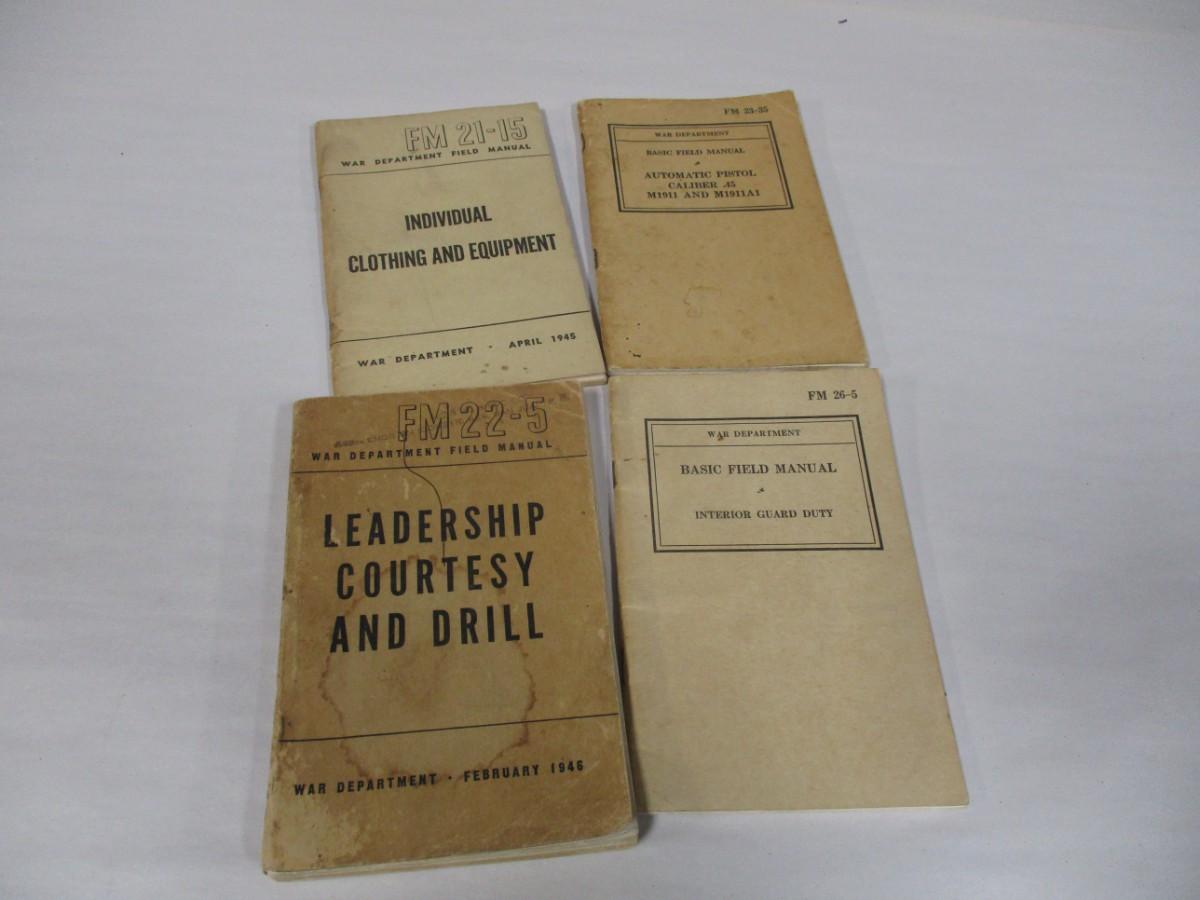 FM 21-15
WAR DEPARTMENT FIELD MANUAL
INDIVIDUAL
CLOTHING AND EQUIPMENT
WAR DEPARTMENT • APRIL 1945
FM 23-35
WAR DEPARTMENT
BASIC FIELD MANUAL
AUTOMATIC PISTOL
CALIBER .45
M1911 AND M1911A1
FM 22-5
WAR DEPARTMENT FIELD MANUAL
LEADERSHIP
COURTESY
AND DRILL
WAR DEPARTMENT • FEBRUARY 1946
FM 26-5
WAR DEPARTMENT
BASIC FIELD MANUAL
INTERIOR GUARD DUTY